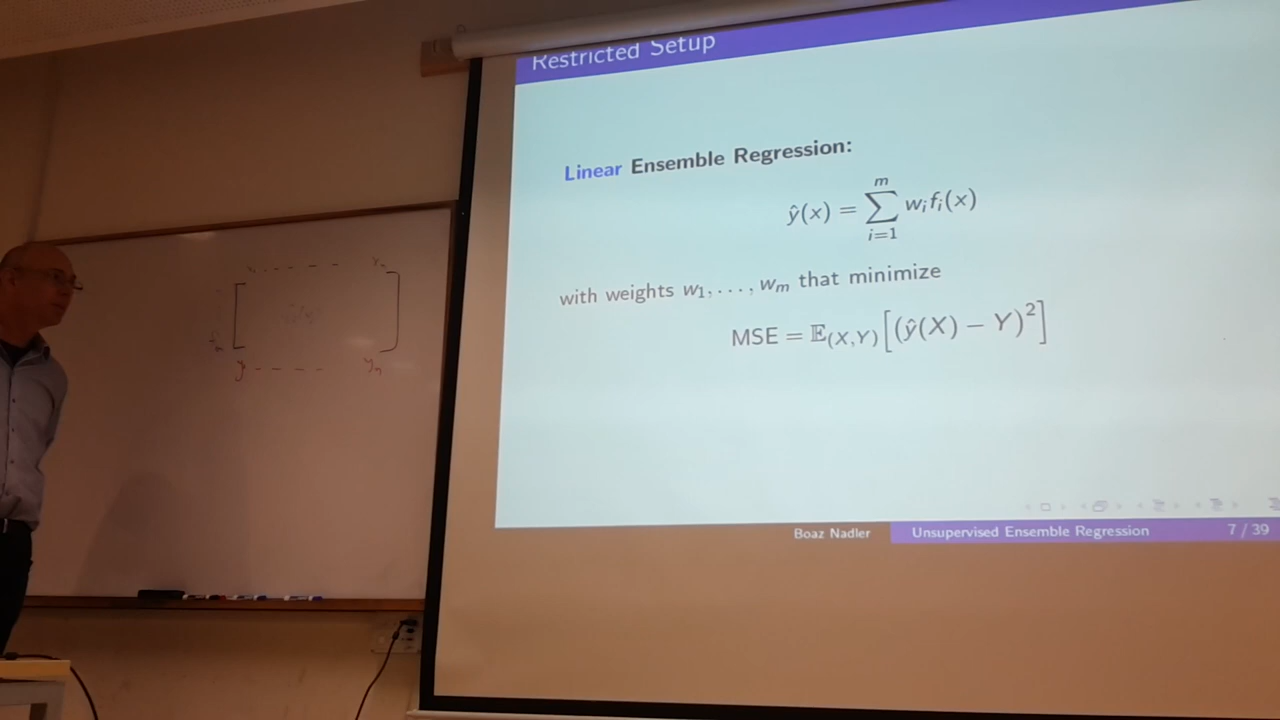 Restricted Setup
Linear Ensemble Regression:
ŷ(x) = ∑_{i=1}^{m} w_i f_i(x)
with weights w_1, . . . , w_m that minimize
MSE = 𝔼_{(X,Y)} [(ŷ(X) − Y)^2]
Boaz Nadler Unsupervised Ensemble Regression 7 / 39
y - - - - y_n